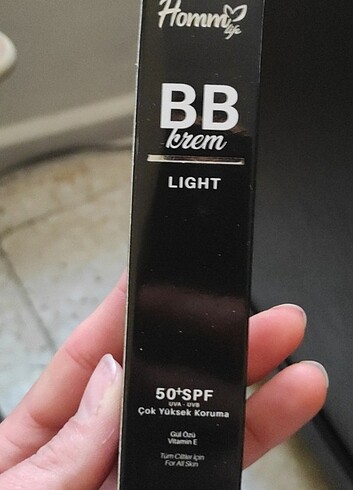 Homm
life
BB
krem
LIGHT
50+SPF
UVA - UVB
Çok Yüksek Koruma
Gül Özü
Vitamin E
Tüm Ciltler İçin
For All Skin